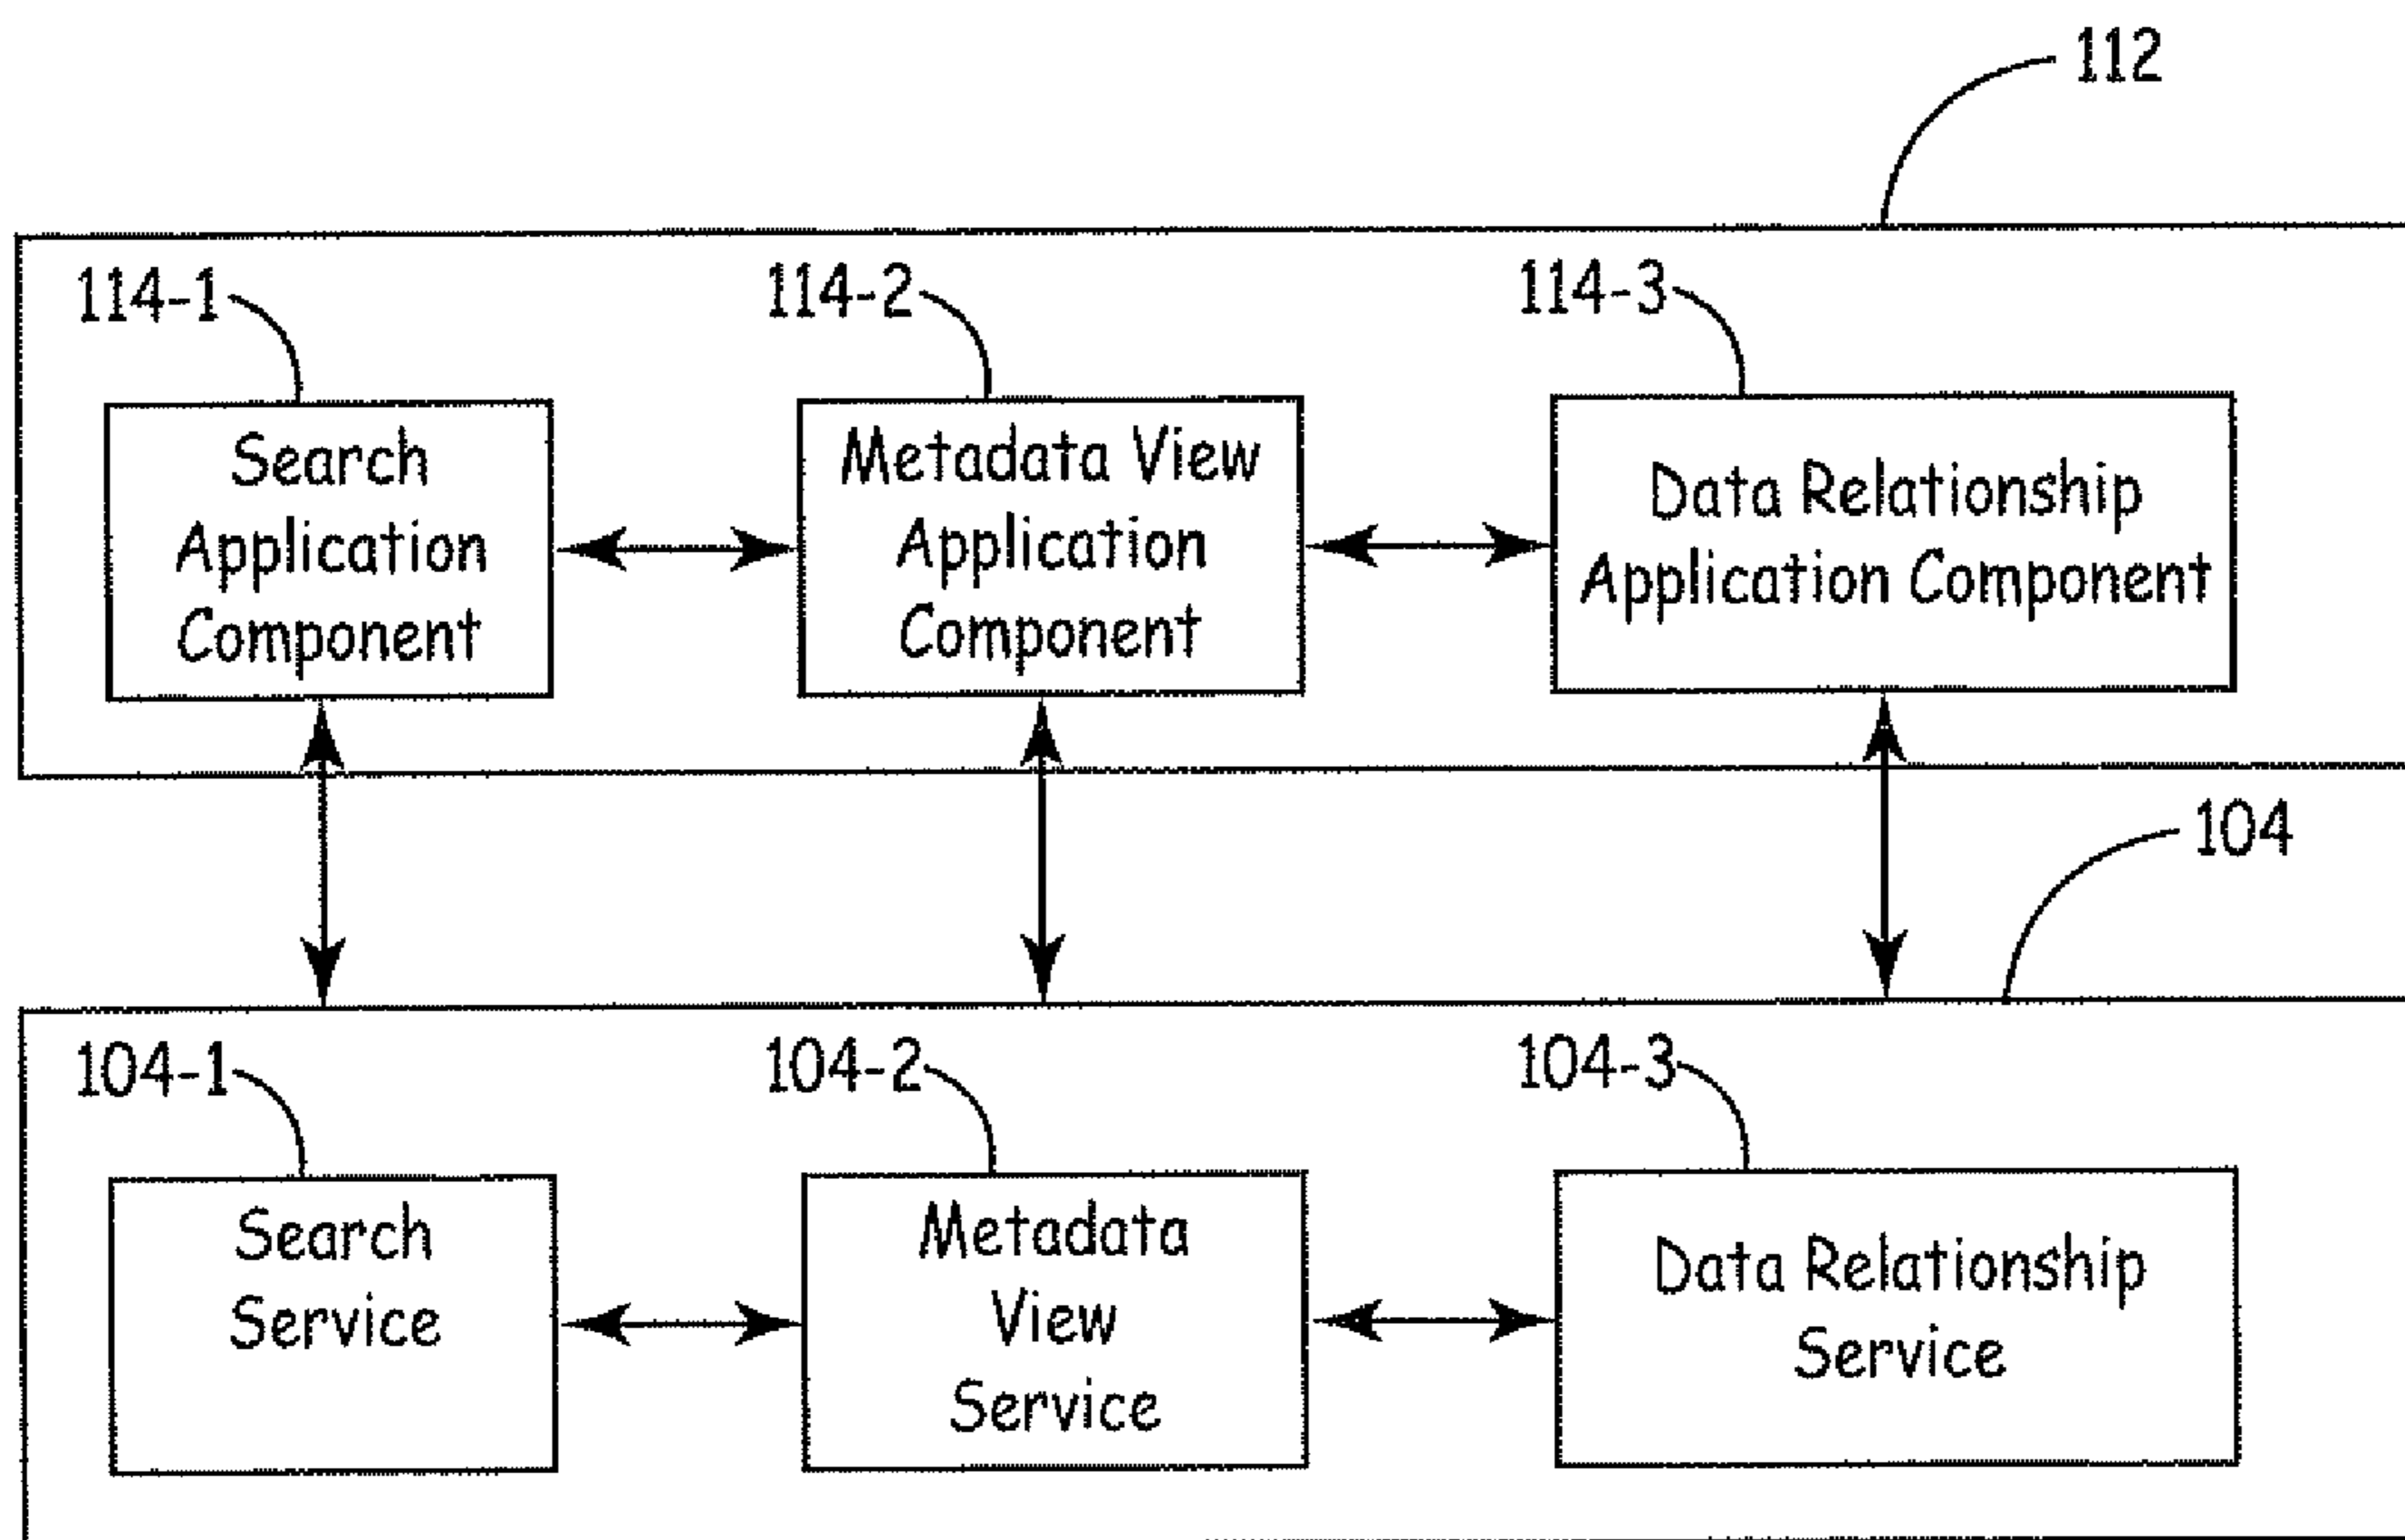 112
114-1
114-2
114-3
Search
Application
Component
Metadata View
Application
Component
Data Relationship
Application Component
104
104-1
104-2
104-3
Search
Service
Metadata
View
Service
Data Relationship
Service